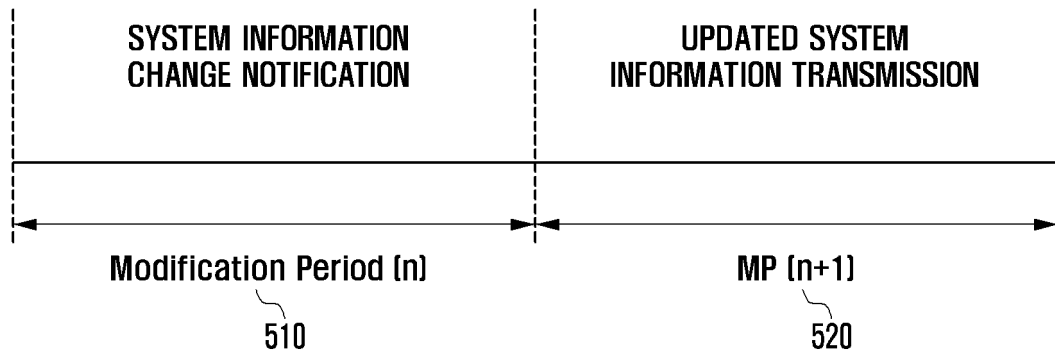 SYSTEM INFORMATION
CHANGE NOTIFICATION
UPDATED SYSTEM
INFORMATION TRANSMISSION
Modification Period (n)
MP (n+1)
510
520